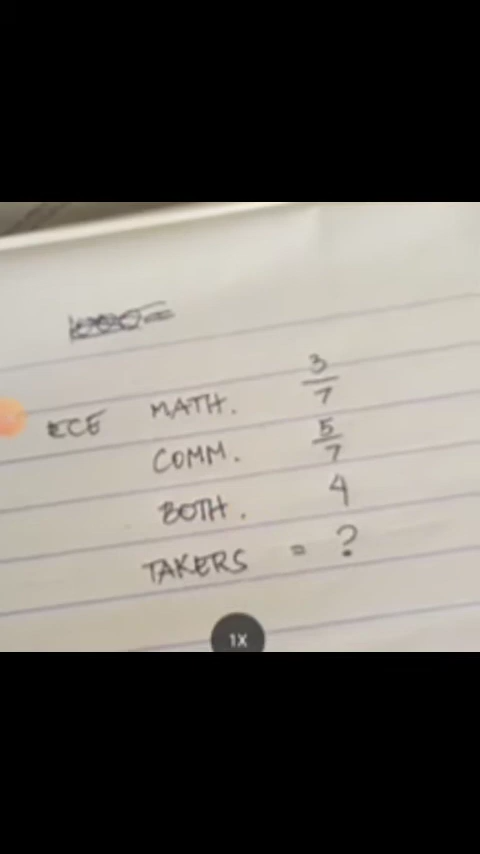 ECE MATH. 3/7
COMM. 5/7
BOTH. 4
TAKERS = ?
1X